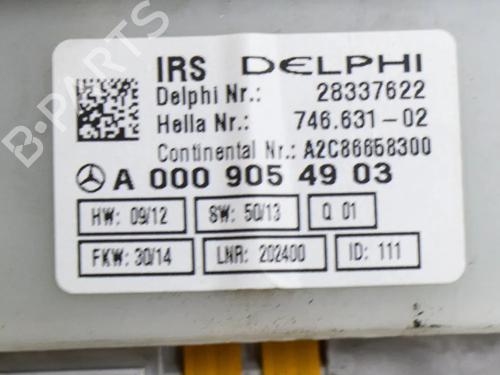 IRS DELPHI
Delphi Nr.: 28337622
Hella Nr.: 746.631-02
Continental Nr.: A2C86658300
A 000 905 49 03
HW: 09/12 SW: 50/13 Q 01
FKW: 30/14 LNR: 202400 ID: 111
B-PARTS